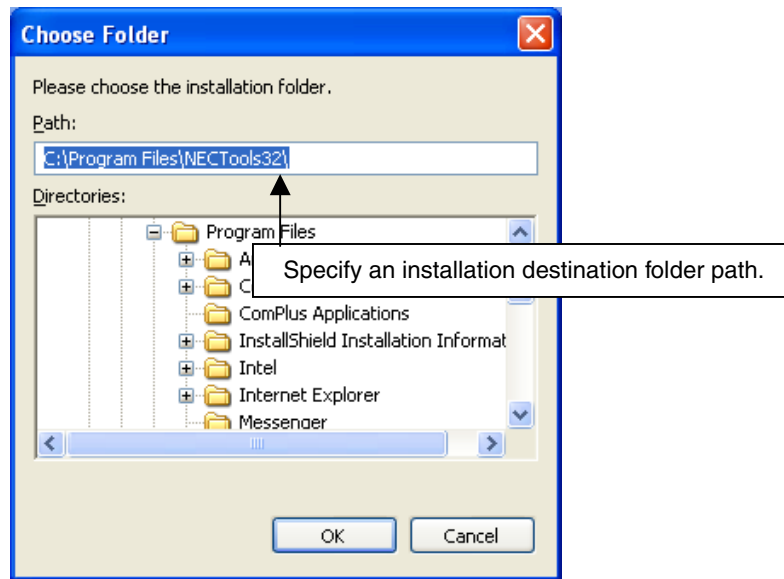 Choose Folder
Please choose the installation folder.
Path:
C:\Program Files\NECTools32\
Directories:
Program Files
A
Specify an installation destination folder path.
C
ComPlus Applications
InstallShield Installation Informat
Intel
Internet Explorer
Messenger
OK Cancel